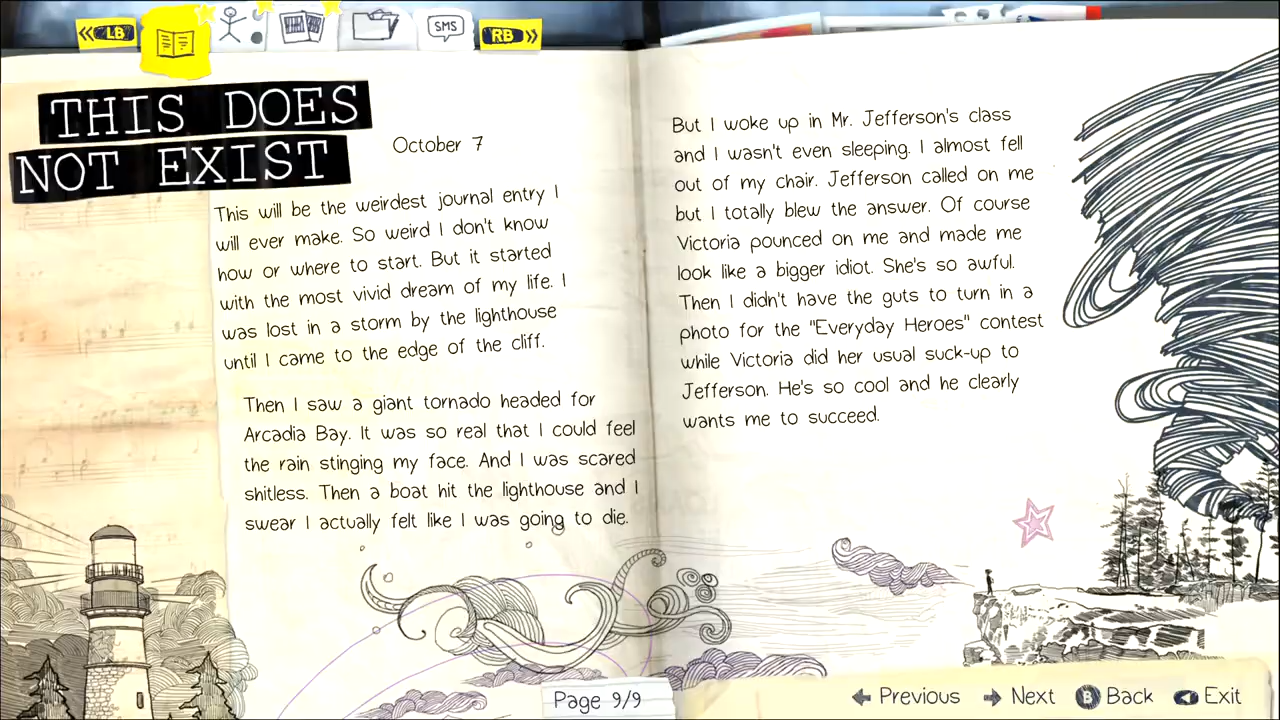 LB
SMS
RB
THIS DOES
NOT EXIST
October 7
This will be the weirdest journal entry I
will ever make. So weird I don't know
how or where to start. But it started
with the most vivid dream of my life. I
was lost in a storm by the lighthouse
until I came to the edge of the cliff.
Then I saw a giant tornado headed for
Arcadia Bay. It was so real that I could feel
the rain stinging my face. And I was scared
shitless. Then a boat hit the lighthouse and I
swear I actually felt like I was going to die.
But I woke up in Mr. Jefferson's class
and I wasn't even sleeping. I almost fell
out of my chair. Jefferson called on me
but I totally blew the answer. Of course
Victoria pounced on me and made me
look like a bigger idiot. She's so awful.
Then I didn't have the guts to turn in a
photo for the "Everyday Heroes" contest
while Victoria did her usual suck-up to
Jefferson. He's so cool and he clearly
wants me to succeed.
Page 9/9
Previous Next B Back Exit